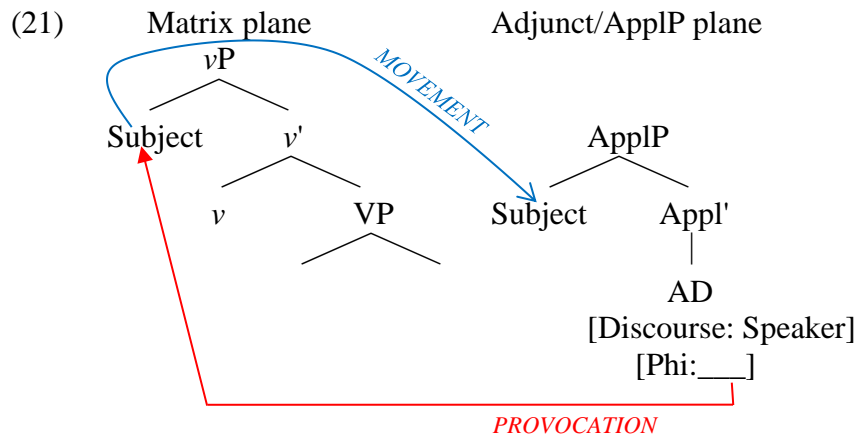 (21) Matrix plane Adjunct/ApplP plane
vP
MOVEMENT
Subject v' ApplP
v VP Subject Appl'
AD
[Discourse: Speaker]
[Phi:___]
PROVOCATION